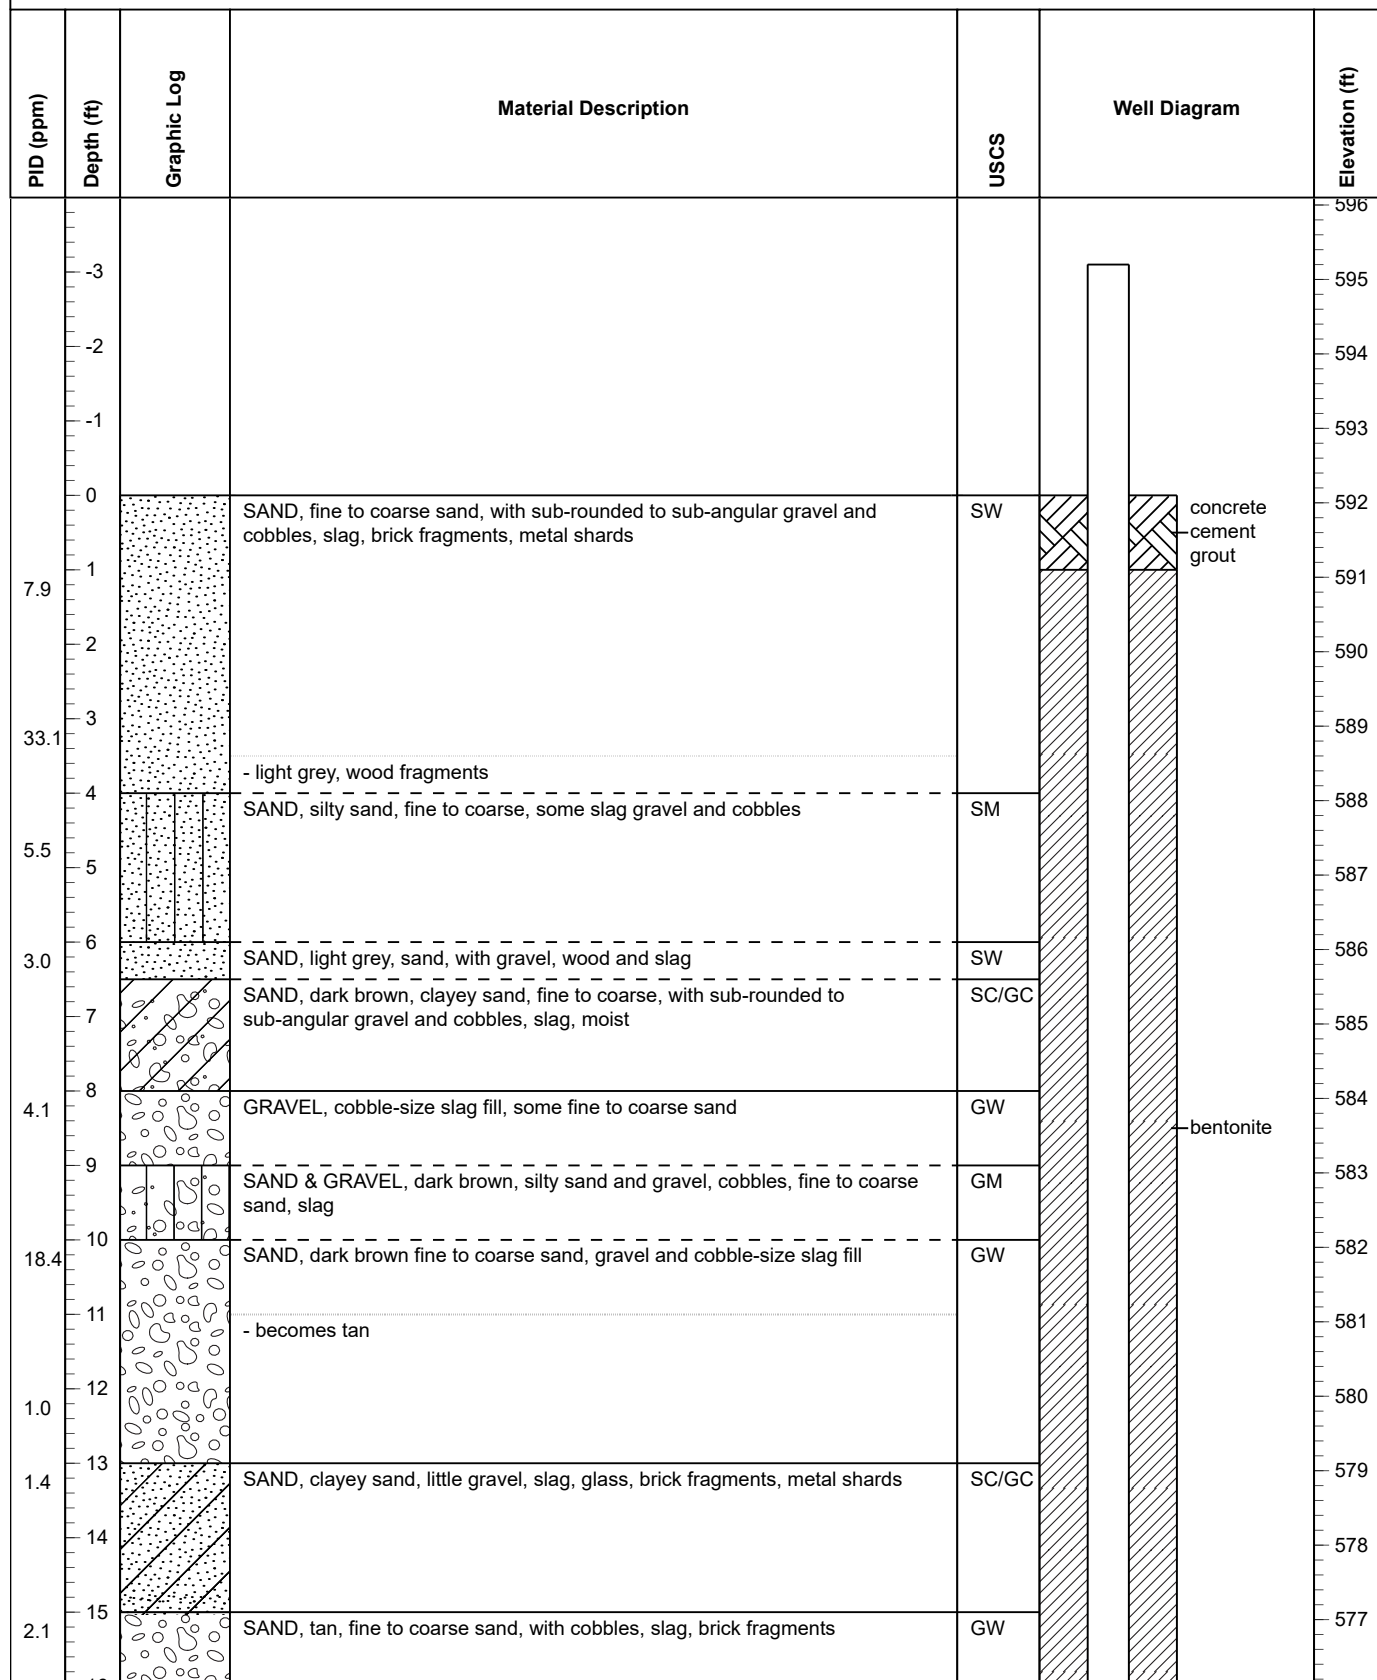 PID (ppm)
Depth (ft)
Graphic Log
Material Description
USCS
Well Diagram
Elevation (ft)
596
-3
595
-2
594
-1
593
0
592
SAND, fine to coarse sand, with sub-rounded to sub-angular gravel and
cobbles, slag, brick fragments, metal shards
SW
concrete
cement
grout
1
591
7.9
2
590
3
589
33.1
- light grey, wood fragments
4
588
SAND, silty sand, fine to coarse, some slag gravel and cobbles
SM
5.5
5
587
6
586
3.0
SAND, light grey, sand, with gravel, wood and slag
SW
SAND, dark brown, clayey sand, fine to coarse, with sub-rounded to
sub-angular gravel and cobbles, slag, moist
SC/GC
7
585
8
584
4.1
GRAVEL, cobble-size slag fill, some fine to coarse sand
GW
bentonite
9
583
SAND & GRAVEL, dark brown, silty sand and gravel, cobbles, fine to coarse
sand, slag
GM
10
582
18.4
SAND, dark brown fine to coarse sand, gravel and cobble-size slag fill
GW
11
581
- becomes tan
12
580
1.0
13
579
1.4
SAND, clayey sand, little gravel, slag, glass, brick fragments, metal shards
SC/GC
14
578
15
577
2.1
SAND, tan, fine to coarse sand, with cobbles, slag, brick fragments
GW